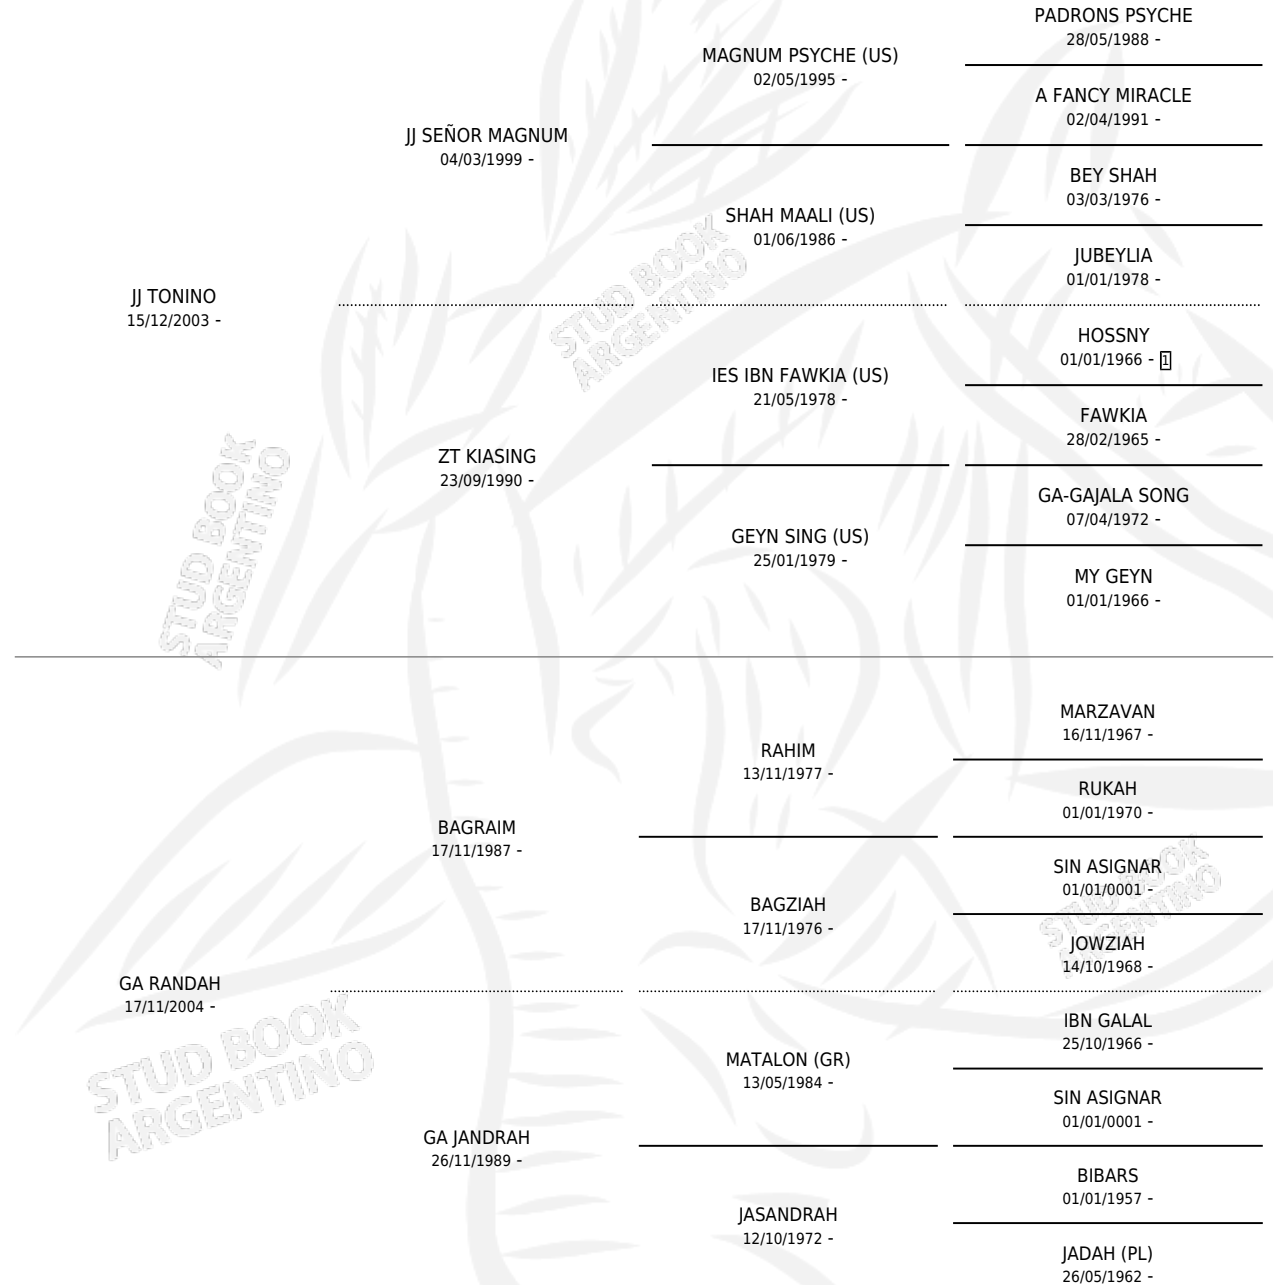 PADRONS PSYCHE
28/05/1988 -
MAGNUM PSYCHE (US)
02/05/1995 -
A FANCY MIRACLE
02/04/1991 -
JJ SEÑOR MAGNUM
04/03/1999 -
BEY SHAH
03/03/1976 -
SHAH MAALI (US)
01/06/1986 -
JUBEYLIA
01/01/1978 -
JJ TONINO
15/12/2003 -
HOSSNY
01/01/1966 - 1
IES IBN FAWKIA (US)
21/05/1978 -
FAWKIA
28/02/1965 -
ZT KIASING
23/09/1990 -
GA-GAJALA SONG
07/04/1972 -
GEYN SING (US)
25/01/1979 -
MY GEYN
01/01/1966 -
STUD BOOK
ARGENTINO
STUD BOOK
ARGENTINO
MARZAVAN
16/11/1967 -
RAHIM
13/11/1977 -
RUKAH
01/01/1970 -
BAGRAIM
17/11/1987 -
SIN ASIGNAR
01/01/0001 -
BAGZIAH
17/11/1976 -
JOWZIAH
14/10/1968 -
GA RANDAH
17/11/2004 -
IBN GALAL
25/10/1966 -
MATALON (GR)
13/05/1984 -
SIN ASIGNAR
01/01/0001 -
GA JANDRAH
26/11/1989 -
BIBARS
01/01/1957 -
JASANDRAH
12/10/1972 -
JADAH (PL)
26/05/1962 -
STUD BOOK
ARGENTINO
STUD BOOK
ARGENTINO